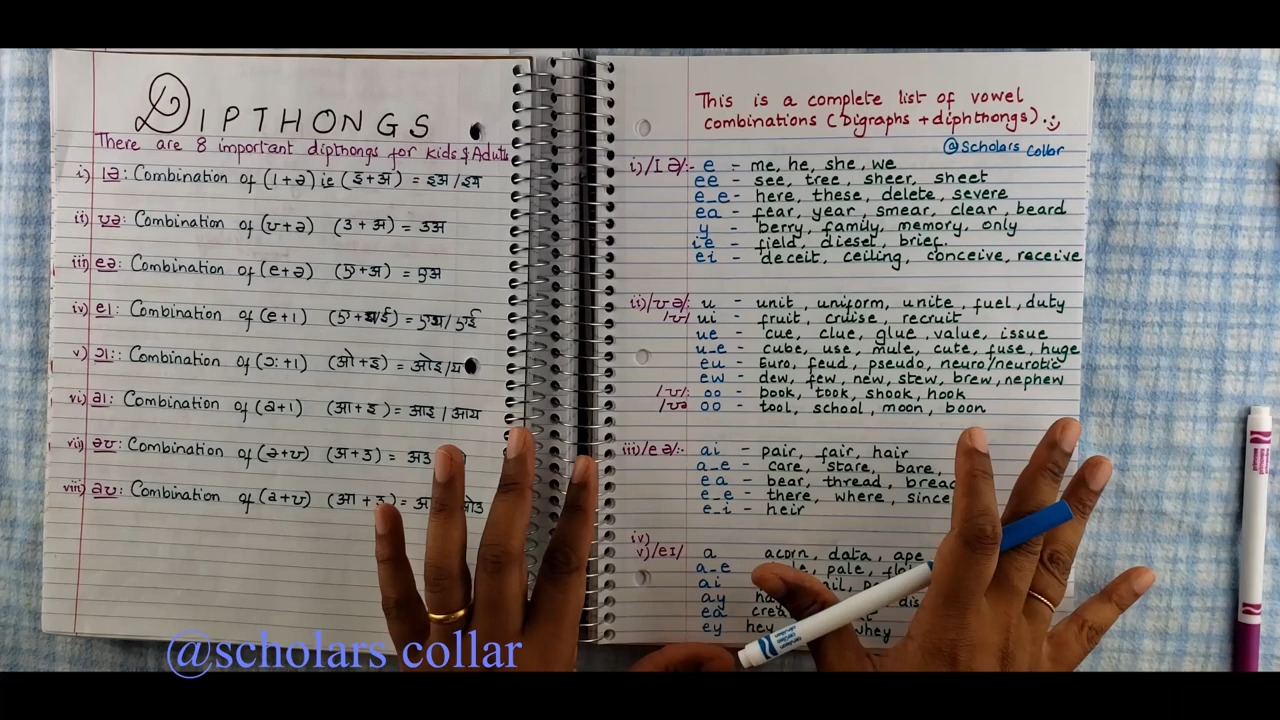 DIPTHONGS
There are 8 important dipthongs for kids & Adults
i) ɪə: Combination of (ı+ə) ie (इ+अ) = इअ/इय
ii) ʊə: Combination of (ʊ+ə) (उ+अ) = उअ
iii) eə: Combination of (e+ə) (ए+अ) = एअ
iv) eı: Combination of (e+ı) = एइ/एई
v) ɔı: Combination of (ɔ:+ı) (ओ+इ) = ओइ
vi) aı: Combination of (a+ı) (आ+इ) = आइ/आय
vii) əʊ: Combination of (ə+ʊ) (अ+उ) = अउ
viii) aʊ: Combination of (a+ʊ) (आ+उ) =
@scholars collar
This is a complete list of vowel
combinations (Digraphs + diphthongs).
@Scholars collar
i) /Iə/:- e = me, he, she, we
ee - see, tree, sheer, sheet
e_e - here, these, delete, severe
ea - fear, year, smear, clear, beard
y - berry, family, memory, only
ie - field, diesel, brief.
ei - deceit, ceiling, conceive, receive
ii) /ʊə/: u - unit, uniform, unite, fuel, duty
/ʊ/ ui - fruit, cruise, recruit
ue - cue, clue, glue, value, issue
u_e - cube, use, mule, cute, fuse, huge
eu - Euro, feud, pseudo, neuro/neurotic
ew - dew, few, new, stew, brew, nephew
/ʊ/: oo - book, took, shook, hook
/ʊə oo - tool, school, moon, boon
iii) /eə/:- ai - pair, fair, hair
a_e - care, stare, bare,
ea - bear, thread,
e_e - there, where, since
e_i - heir
iv)
v) /eI/ a acorn, data, ape
a_e pale,
ai
ay
ea
ey hey whey